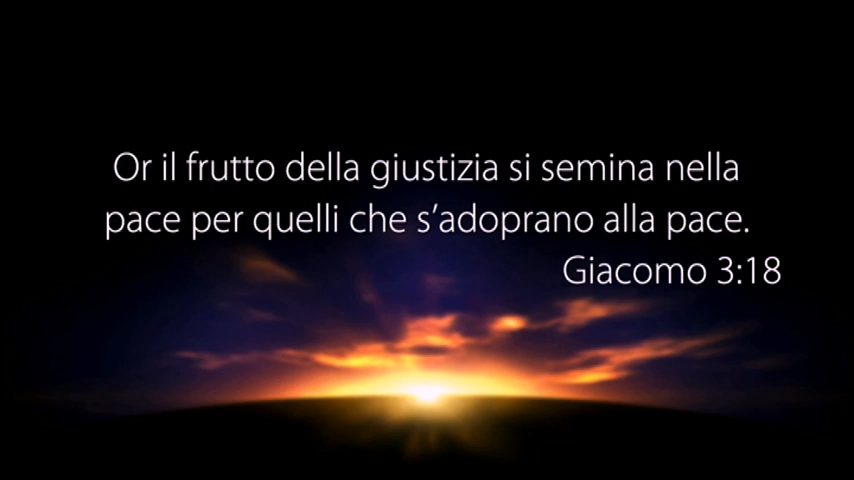 Or il frutto della giustizia si semina nella
pace per quelli che s’adoprano alla pace.
Giacomo 3:18